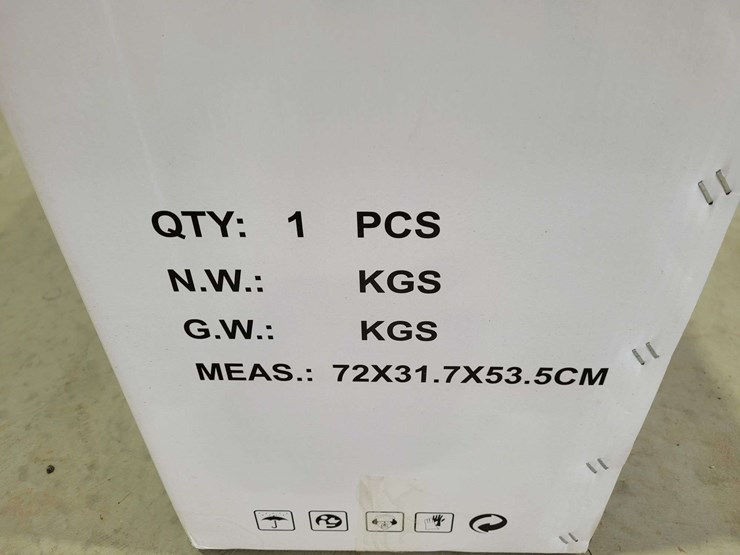 QTY: 1 PCS
N.W.: KGS
G.W.: KGS
MEAS.: 72X31.7X53.5CM